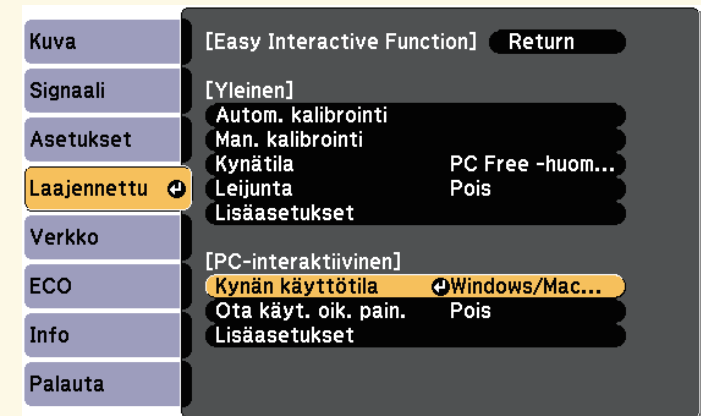 Kuva
Signaali
Asetukset
Laajennettu
Verkko
ECO
Info
Palauta
[Easy Interactive Function] Return
[Yleinen]
Autom. kalibrointi
Man. kalibrointi
Kynätila PC Free -huom...
Leijunta Pois
Lisäasetukset
[PC-interaktiivinen]
Kynän käyttötila Windows/Mac...
Ota käyt. oik. pain. Pois
Lisäasetukset